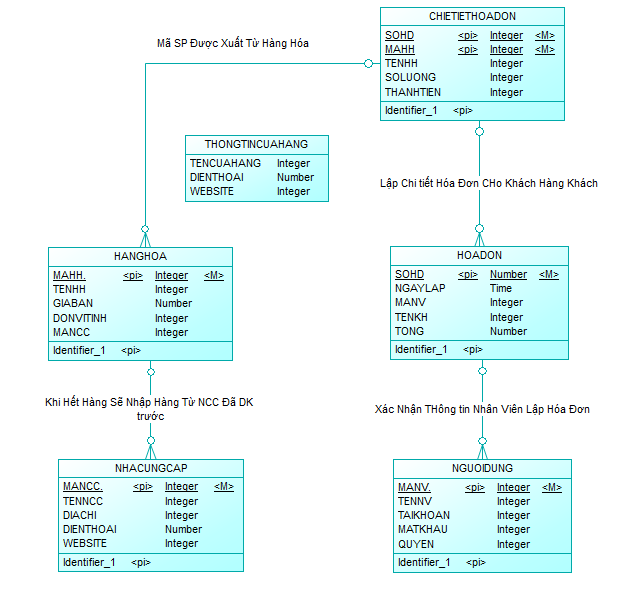 CHIETIETHOADON
SOHD <pi> Integer <M>
MAHH <pi> Integer <M>
TENHH Integer
SOLUONG Integer
THANHTIEN Integer
Identifier_1 <pi>
Mã SP Được Xuất Từ Hàng Hóa
THONGTINCUAHANG
TENCUAHANG Integer
DIENTHOAI Number
WEBSITE Integer
Lập Chi tiết Hóa Đơn CHo Khách Hàng Khách
HANGHOA
MAHH. <pi> Integer <M>
TENHH Integer
GIABAN Number
DONVITINH Integer
MANCC Integer
Identifier_1 <pi>
HOADON
SOHD <pi> Number <M>
NGAYLAP Time
MANV Integer
TENKH Integer
TONG Number
Identifier_1 <pi>
Khi Hết Hàng Sẽ Nhập Hàng Từ NCC Đã DK
trước
Xác Nhận THông tin Nhân Viên Lập Hóa Đơn
NHACUNGCAP
MANCC. <pi> Integer <M>
TENNCC Integer
DIACHI Integer
DIENTHOAI Number
WEBSITE Integer
Identifier_1 <pi>
NGUOIDUNG
MANV. <pi> Integer <M>
TENNV Integer
TAIKHOAN Integer
MATKHAU Integer
QUYEN Integer
Identifier_1 <pi>